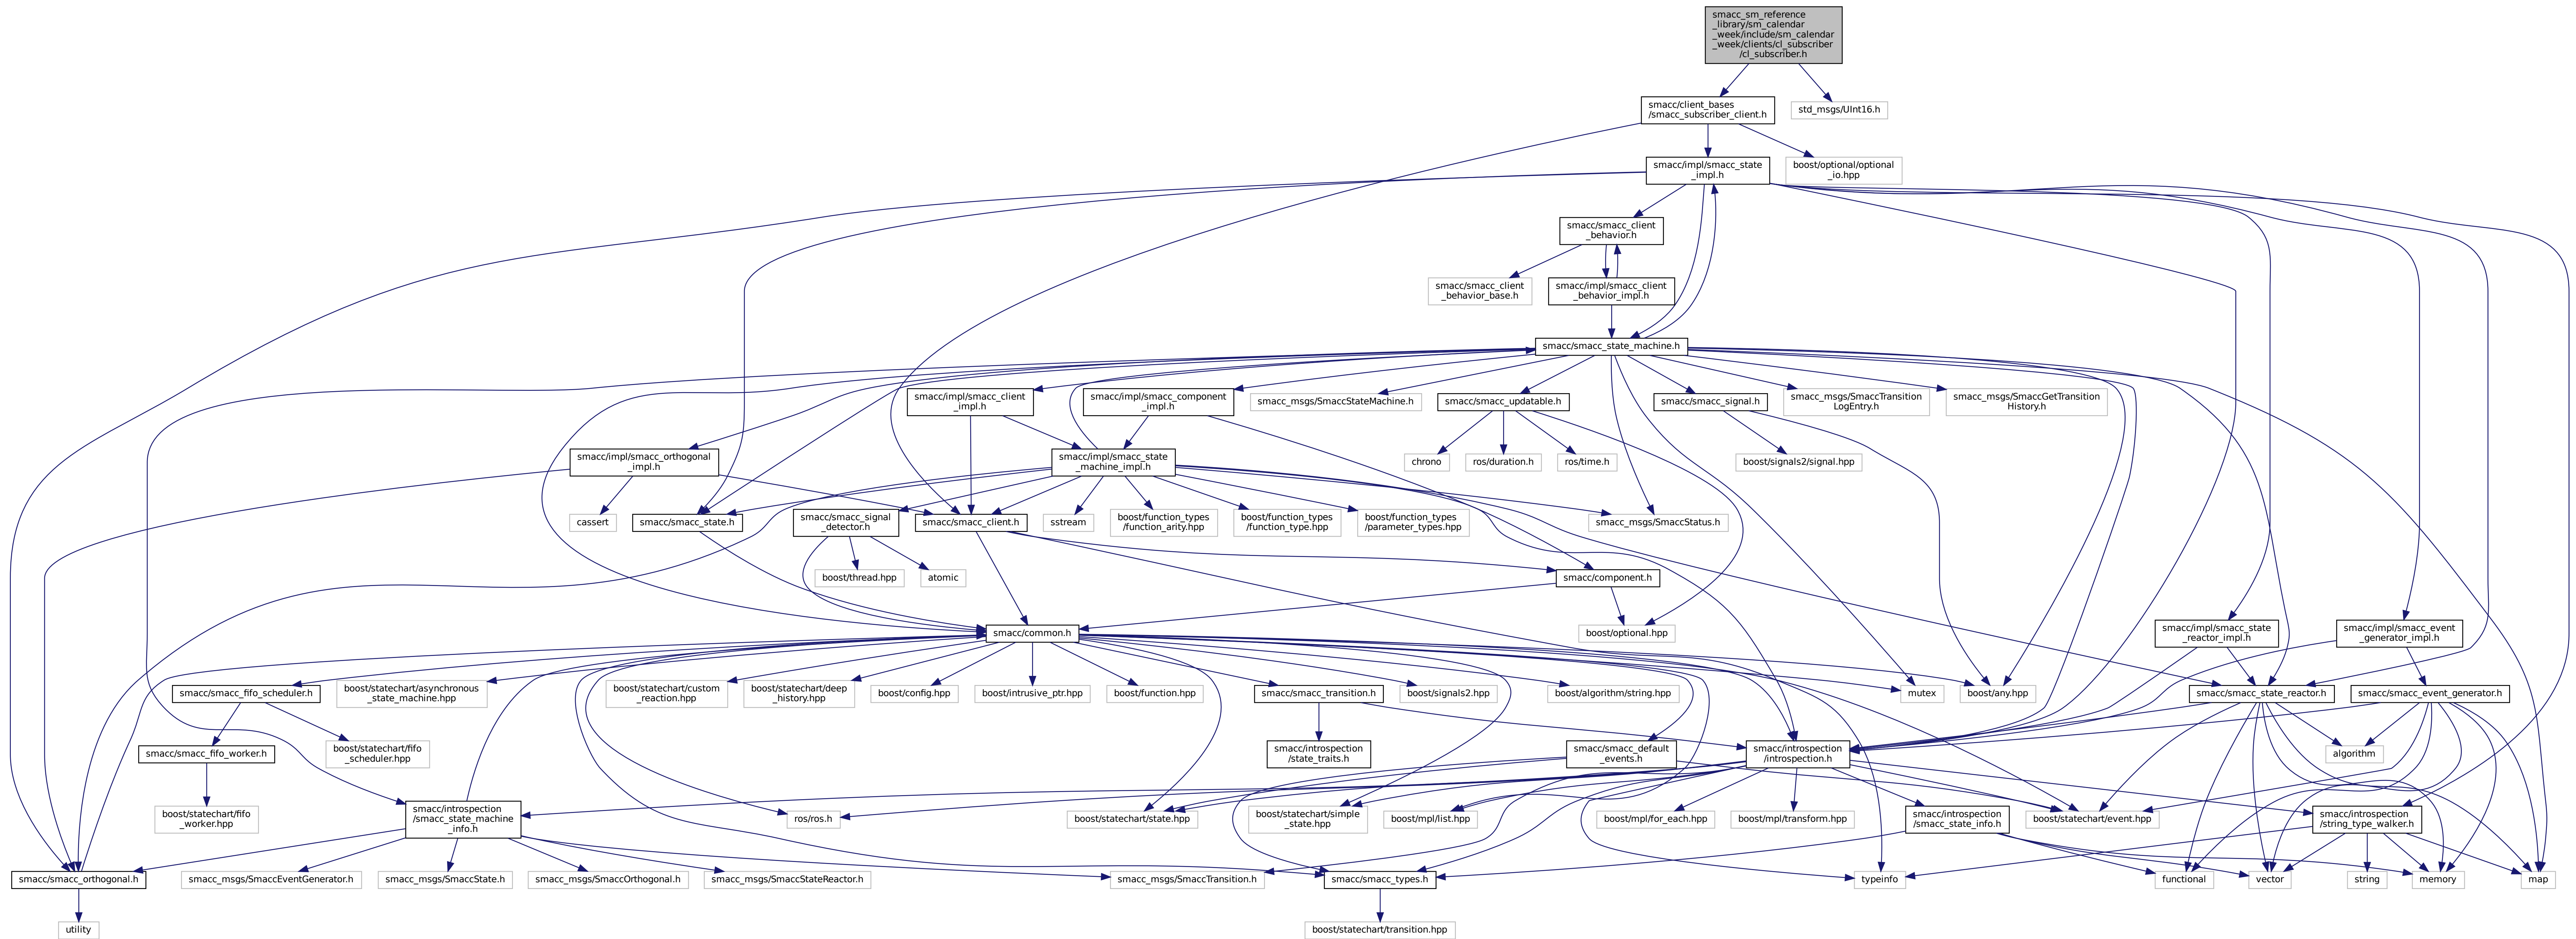 smacc_sm_reference
_library/sm_calendar
_week/include/sm_calendar
_week/clients/cl_subscriber
/cl_subscriber.h
smacc/client_bases
/smacc_subscriber_client.h
std_msgs/UInt16.h
smacc/impl/smacc_state
_impl.h
boost/optional/optional
_io.hpp
smacc/smacc_client
_behavior.h
smacc/smacc_client
_behavior_base.h
smacc/impl/smacc_client
_behavior_impl.h
smacc/smacc_state_machine.h
smacc/impl/smacc_client
_impl.h
smacc/impl/smacc_component
_impl.h
smacc_msgs/SmaccStateMachine.h
smacc/smacc_updatable.h
smacc/smacc_signal.h
smacc_msgs/SmaccTransition
LogEntry.h
smacc_msgs/SmaccGetTransition
History.h
smacc/impl/smacc_orthogonal
_impl.h
smacc/impl/smacc_state
_machine_impl.h
chrono
ros/duration.h
ros/time.h
boost/signals2/signal.hpp
cassert
smacc/smacc_state.h
smacc/smacc_signal
_detector.h
smacc/smacc_client.h
sstream
boost/function_types
/function_arity.hpp
boost/function_types
/function_type.hpp
boost/function_types
/parameter_types.hpp
smacc_msgs/SmaccStatus.h
boost/thread.hpp
atomic
smacc/component.h
smacc/common.h
boost/optional.hpp
smacc/impl/smacc_state
_reactor_impl.h
smacc/impl/smacc_event
_generator_impl.h
smacc/smacc_fifo_scheduler.h
boost/statechart/asynchronous
_state_machine.hpp
boost/statechart/custom
_reaction.hpp
boost/statechart/deep
_history.hpp
boost/config.hpp
boost/intrusive_ptr.hpp
boost/function.hpp
smacc/smacc_transition.h
boost/signals2.hpp
boost/algorithm/string.hpp
mutex
boost/any.hpp
smacc/smacc_state_reactor.h
smacc/smacc_event_generator.h
smacc/smacc_fifo_worker.h
boost/statechart/fifo
_scheduler.hpp
smacc/introspection
/state_traits.h
smacc/smacc_default
_events.h
smacc/introspection
/introspection.h
algorithm
boost/statechart/fifo
_worker.hpp
smacc/introspection
/smacc_state_machine
_info.h
ros/ros.h
boost/statechart/state.hpp
boost/statechart/simple
_state.hpp
boost/mpl/list.hpp
boost/mpl/for_each.hpp
boost/mpl/transform.hpp
smacc/introspection
/smacc_state_info.h
boost/statechart/event.hpp
smacc/introspection
/string_type_walker.h
smacc/smacc_orthogonal.h
smacc_msgs/SmaccEventGenerator.h
smacc_msgs/SmaccState.h
smacc_msgs/SmaccOrthogonal.h
smacc_msgs/SmaccStateReactor.h
smacc_msgs/SmaccTransition.h
smacc/smacc_types.h
typeinfo
functional
vector
string
memory
map
utility
boost/statechart/transition.hpp